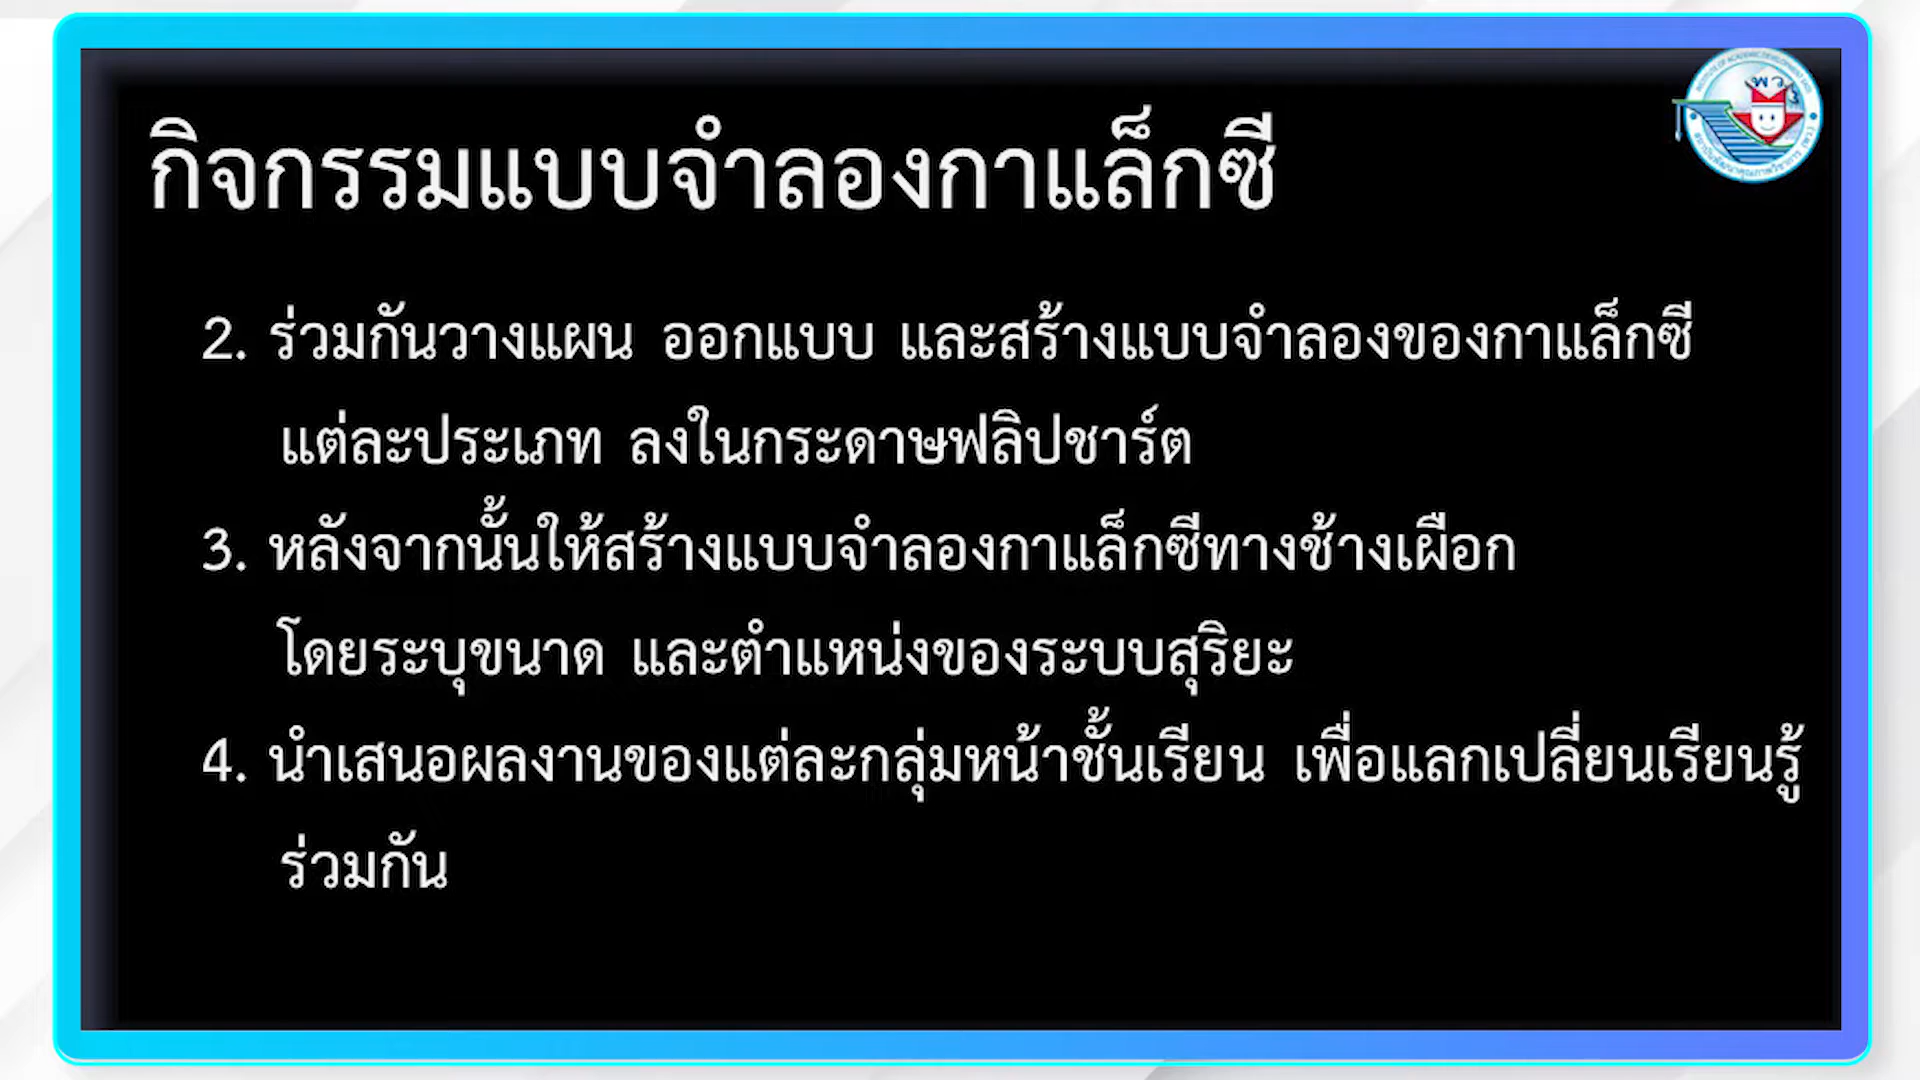 กิจกรรมแบบจำลองกาแล็กซี
พว
2. ร่วมกันวางแผน ออกแบบ และสร้างแบบจำลองของกาแล็กซี
แต่ละประเภท ลงในกระดาษฟลิปชาร์ต
3. หลังจากนั้นให้สร้างแบบจำลองกาแล็กซีทางช้างเผือก
โดยระบุขนาด และตำแหน่งของระบบสุริยะ
4. นำเสนอผลงานของแต่ละกลุ่มหน้าชั้นเรียน เพื่อแลกเปลี่ยนเรียนรู้
ร่วมกัน